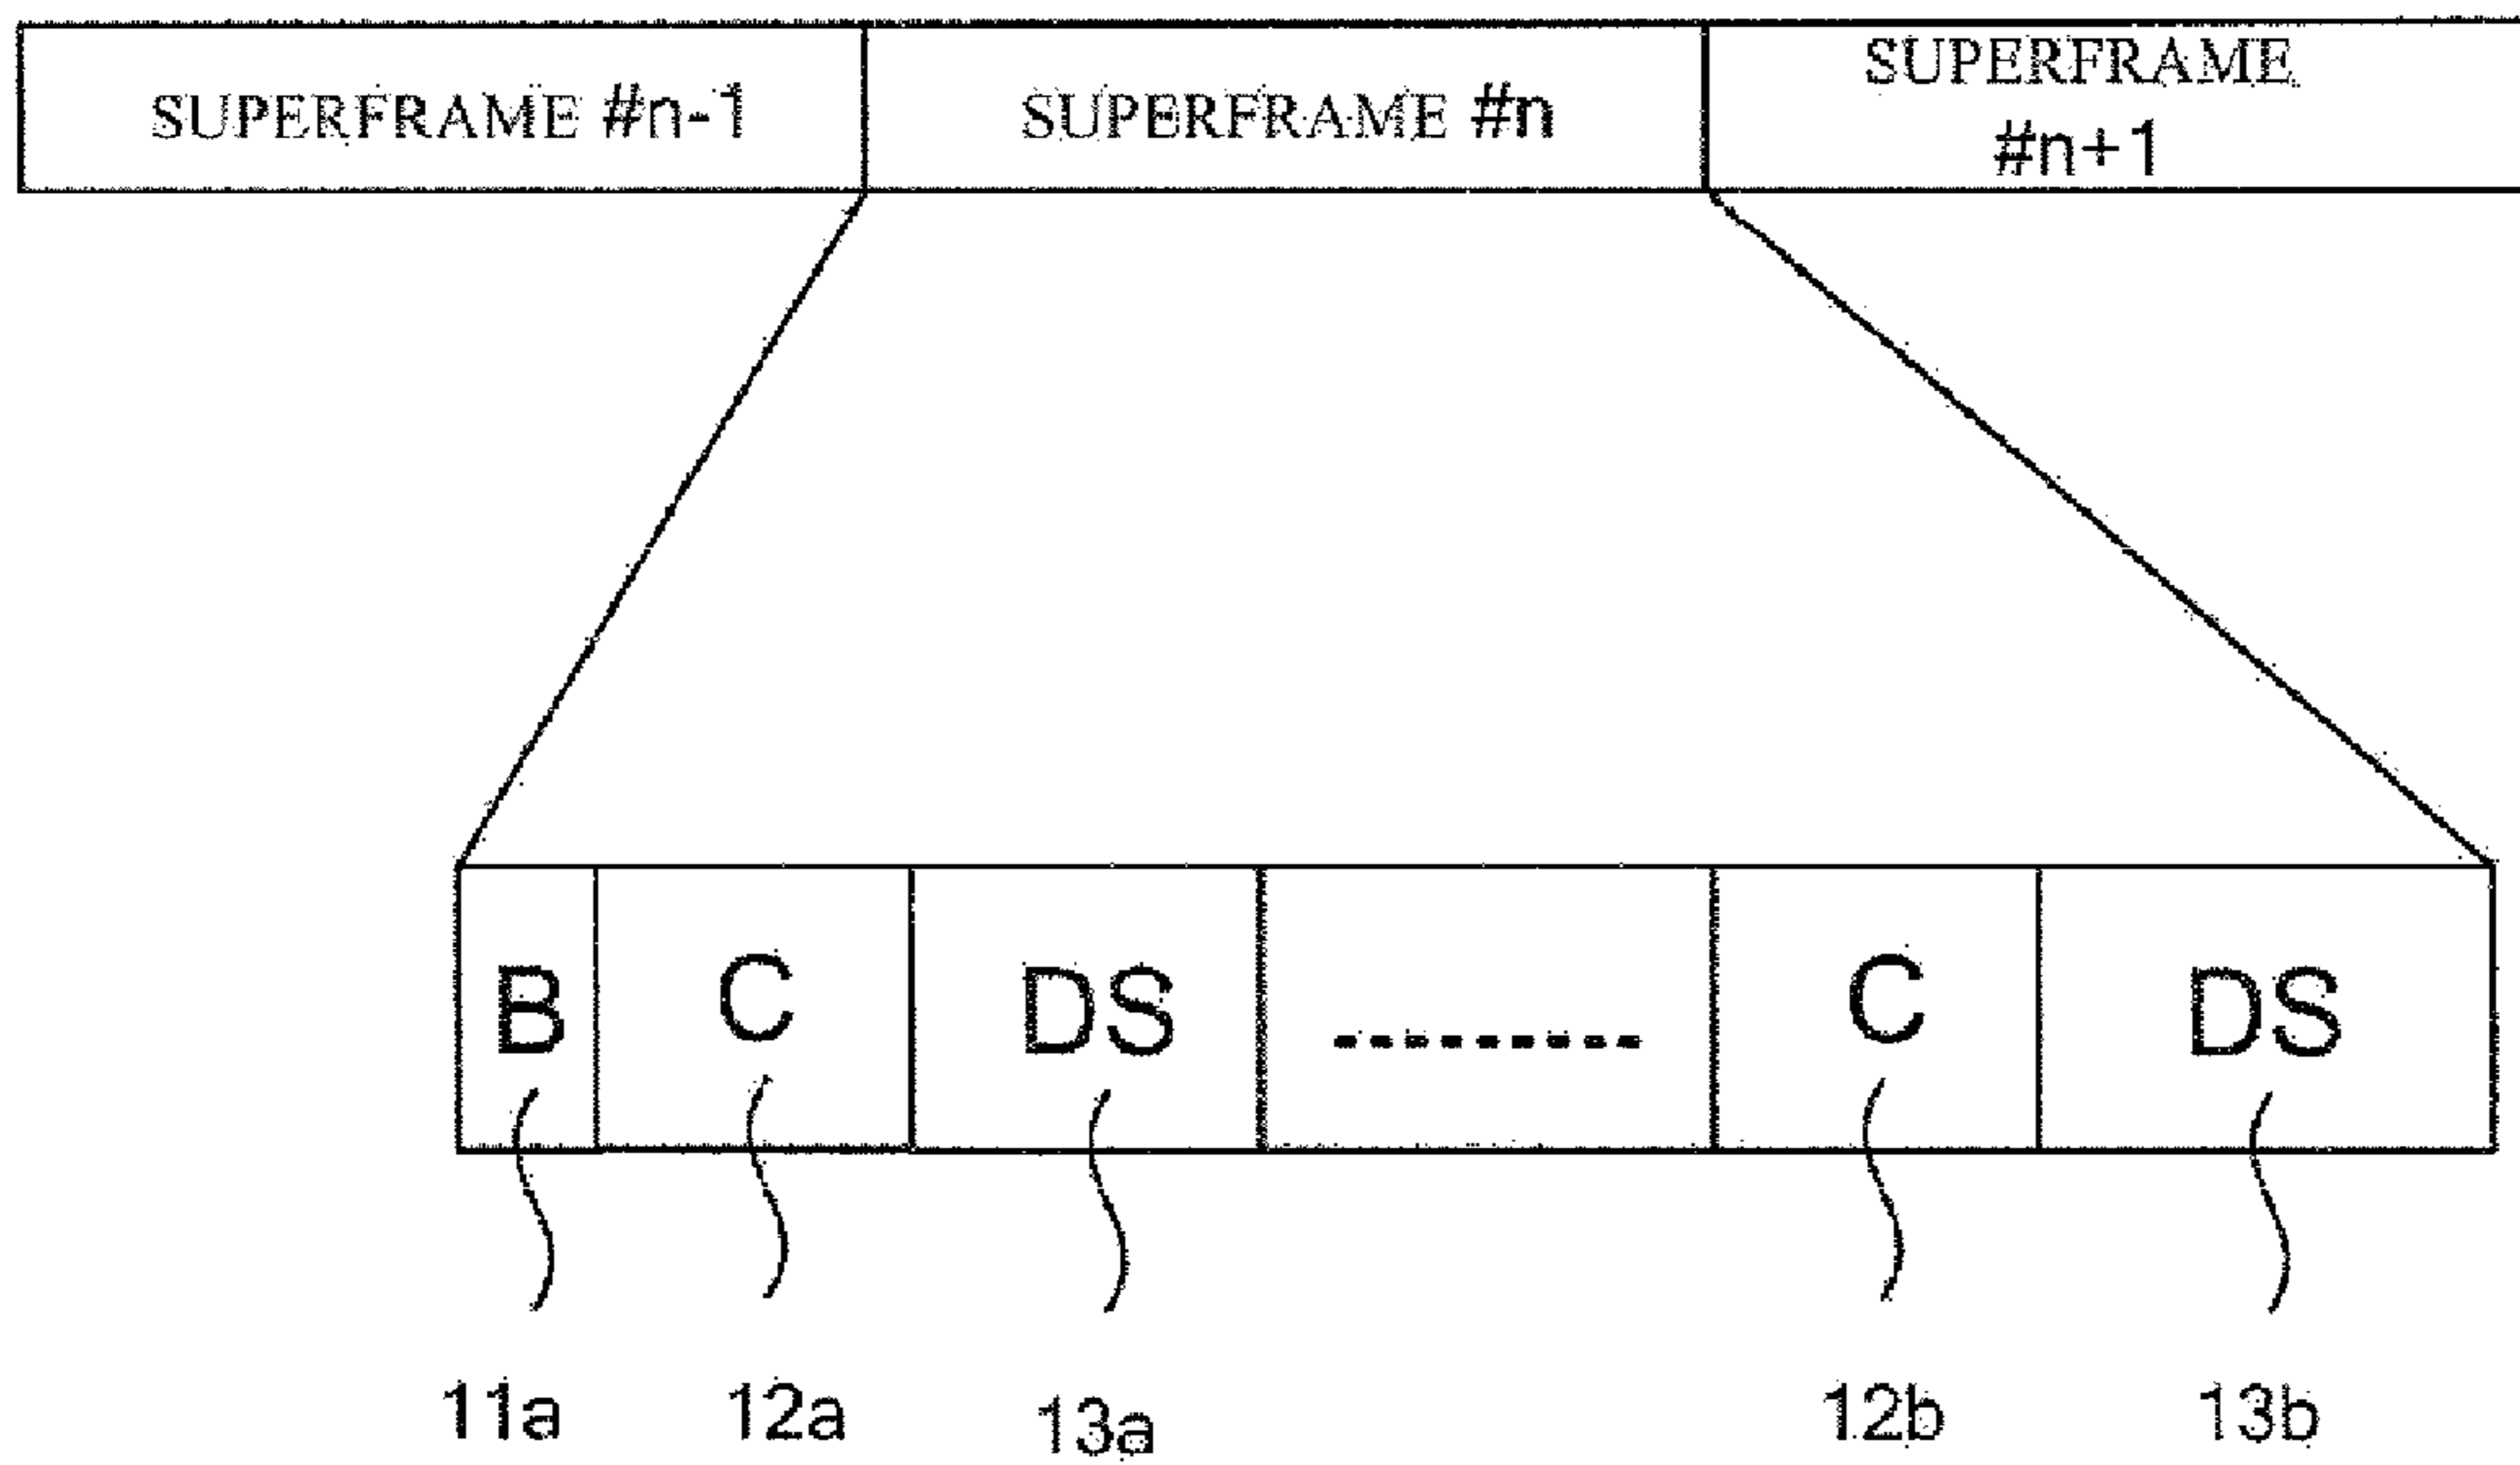 SUPERFRAME #n-1
SUPERFRAME #n
SUPERFRAME
#n+1
B
C
DS
C
DS
11a
12a
13a
12b
13b